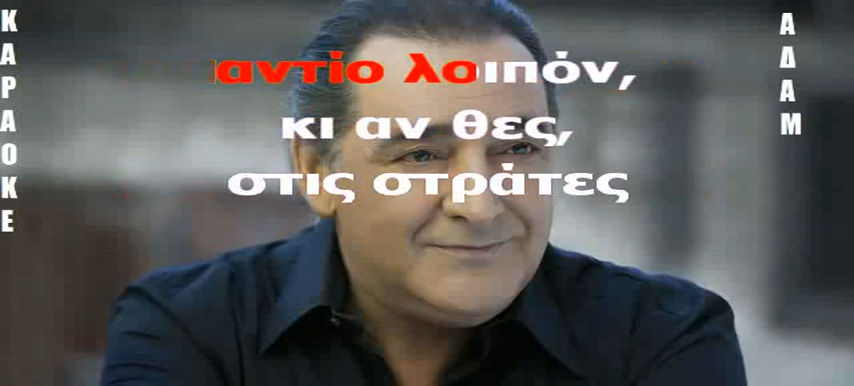 ΚΑΡΑΟΚΕ
αντίο λοιπόν,
κι αν θες,
στις στράτες
ΑΔΑΜ